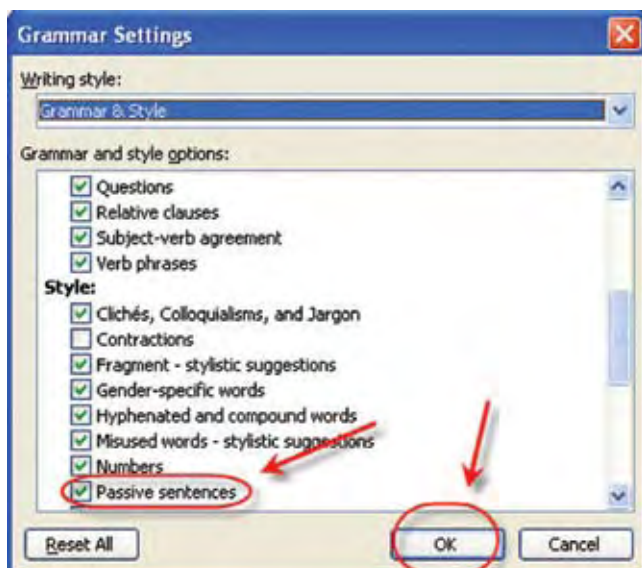 Grammar Settings
Writing style:
Grammar & Style
Grammar and style options:
Questions
Relative clauses
Subject-verb agreement
Verb phrases
Style:
Clichés, Colloquialisms, and Jargon
Contractions
Fragment - stylistic suggestions
Gender-specific words
Hyphenated and compound words
Misused words - stylistic suggestions
Numbers
Passive sentences
Reset All OK Cancel